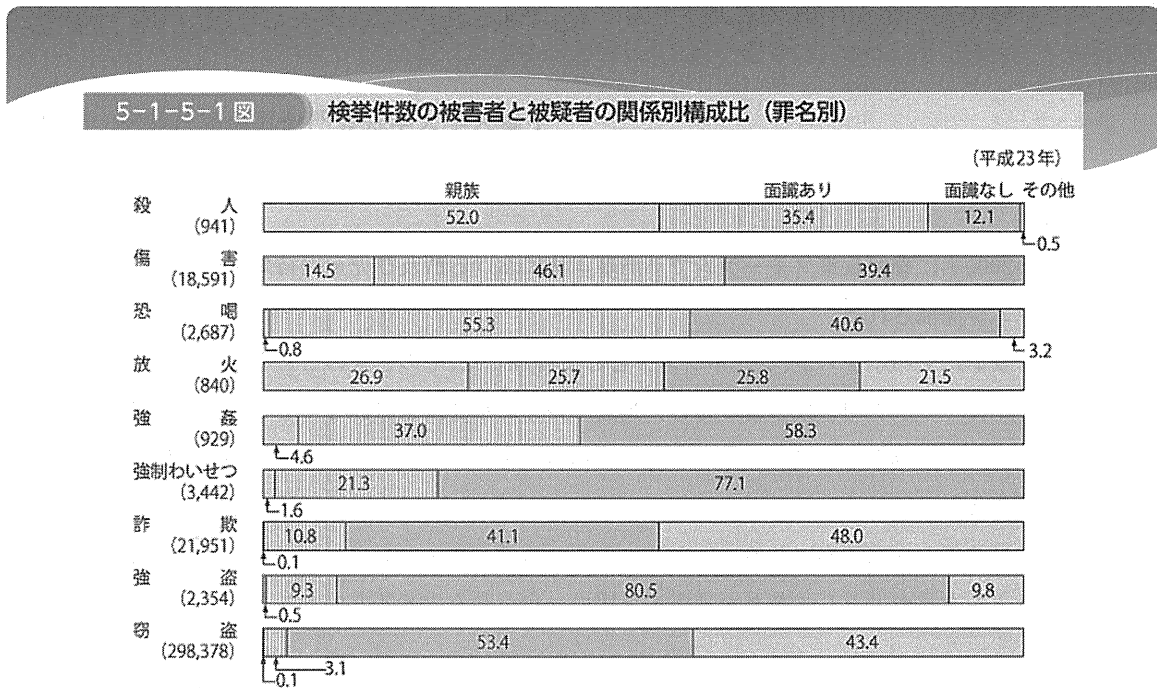 5-1-5-1 図 検挙件数の被害者と被疑者の関係別構成比（罪名別）
（平成23年）
親族 面識あり 面識なし その他
殺人 52.0 35.4 12.1
(941) 0.5
傷害 14.5 46.1 39.4
(18,591)
恐喝 55.3 40.6
(2,687) 0.8 3.2
放火 26.9 25.7 25.8 21.5
(840)
強姦 37.0 58.3
(929) 4.6
強制わいせつ 21.3 77.1
(3,442) 1.6
詐欺 10.8 41.1 48.0
(21,951) 0.1
強盗 9.3 80.5 9.8
(2,354) 0.5
窃盗 53.4 43.4
(298,378) 3.1
0.1